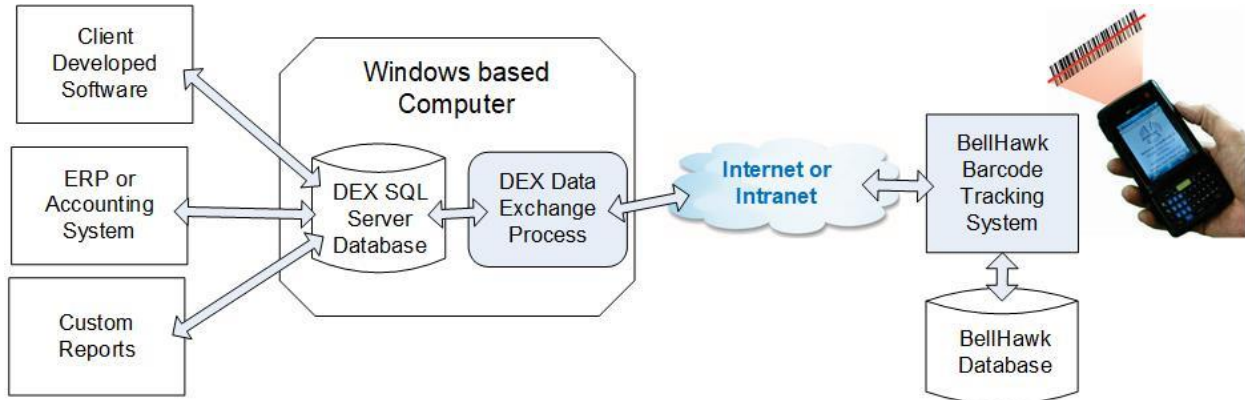 Client
Developed
Software
ERP or
Accounting
System
Custom
Reports
Windows based
Computer
DEX SQL
Server
Database
DEX Data
Exchange
Process
Internet or
Intranet
BellHawk
Barcode
Tracking
System
BellHawk
Database